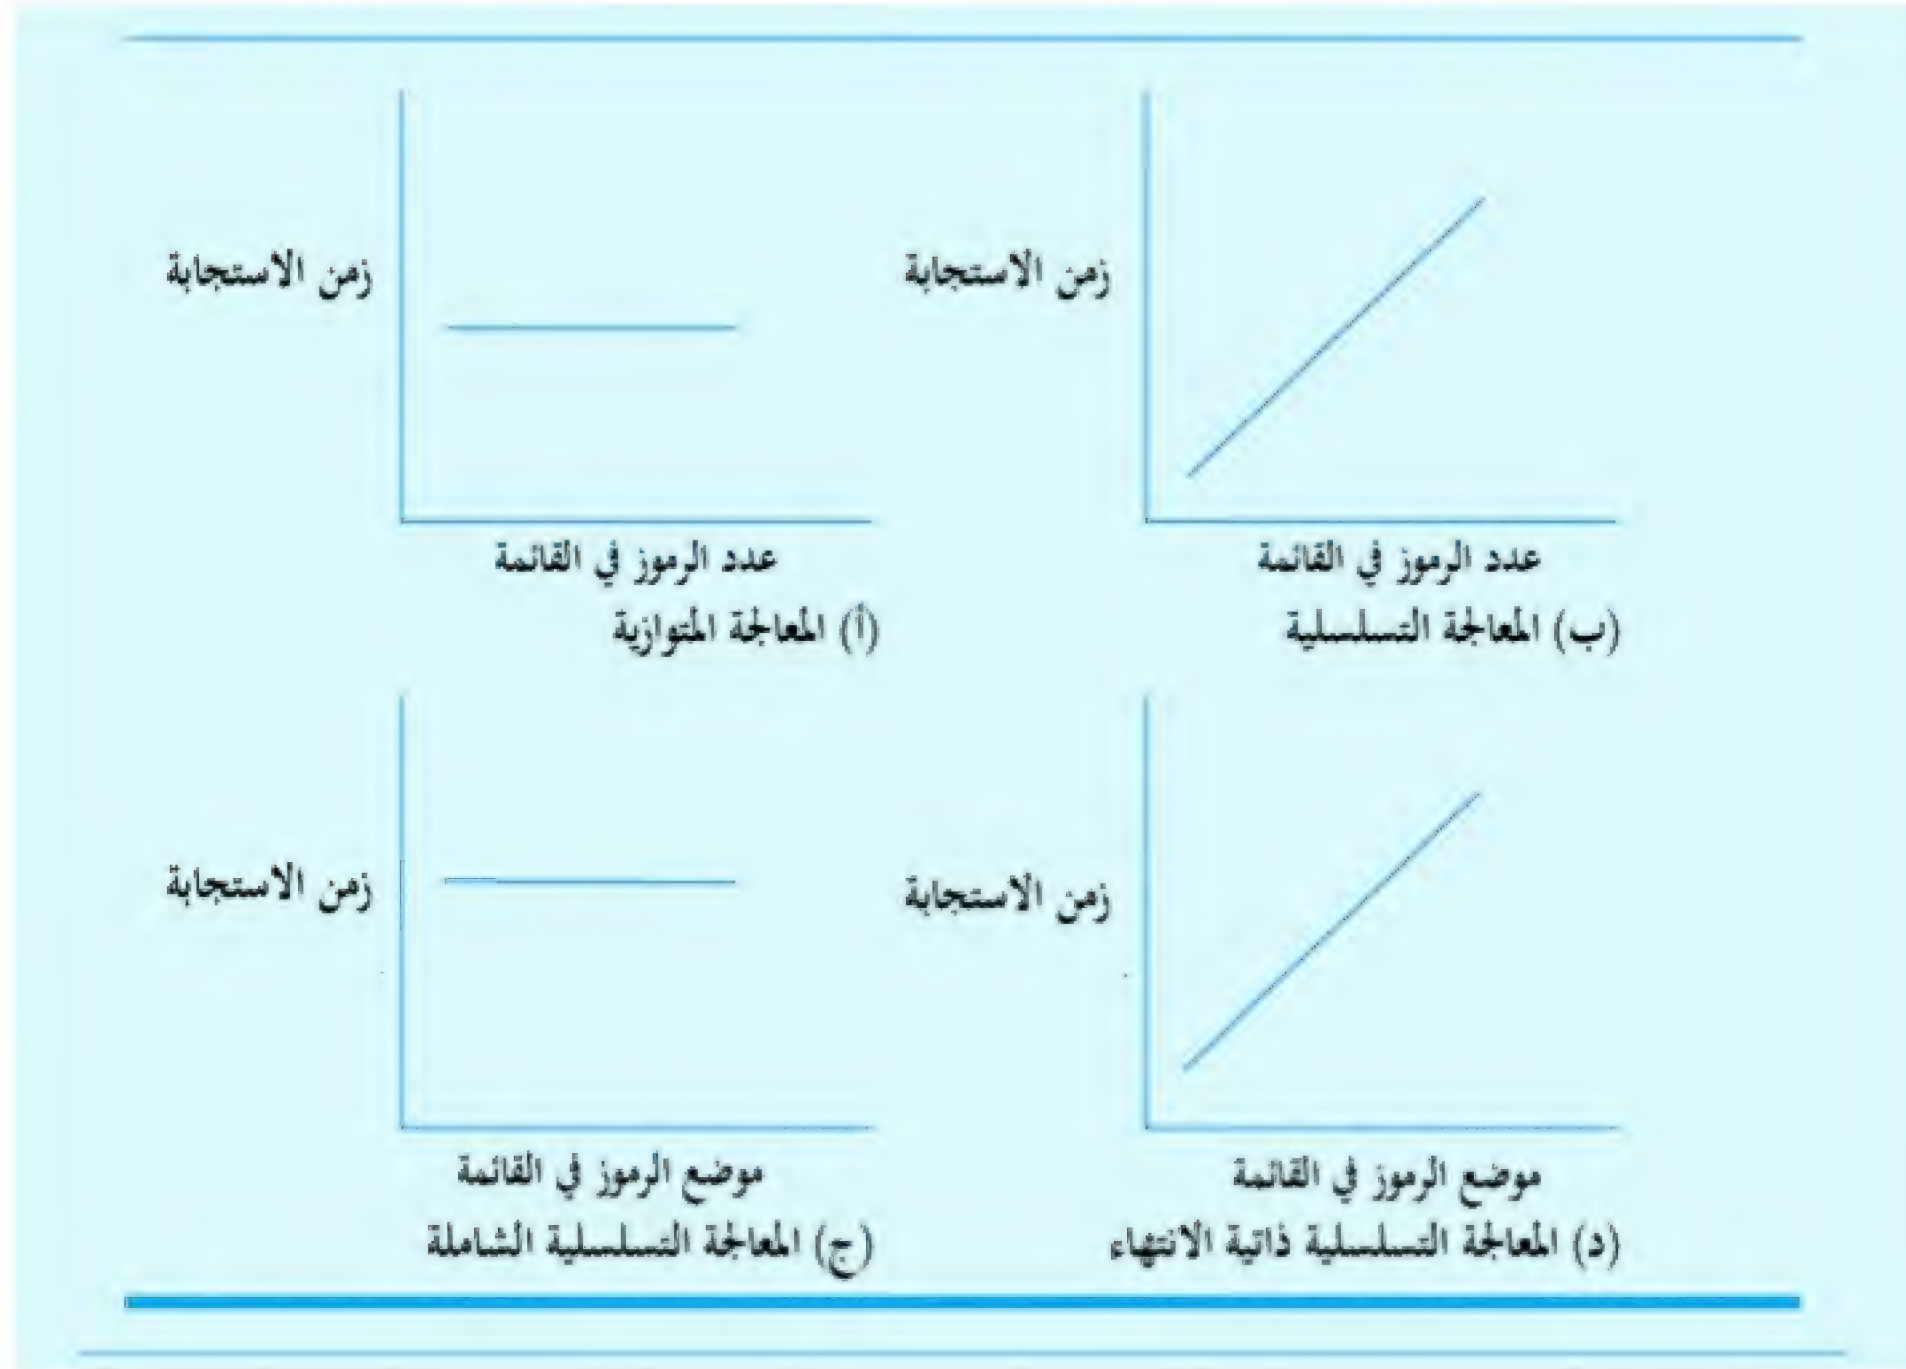 زمن الاستجابة
عدد الرموز في القائمة
(أ) المعالجة المتوازية
زمن الاستجابة
عدد الرموز في القائمة
(ب) المعالجة التسلسلية
زمن الاستجابة
موضع الرموز في القائمة
(ج) المعالجة التسلسلية الشاملة
زمن الاستجابة
موضع الرموز في القائمة
(د) المعالجة التسلسلية ذاتية الانتهاء